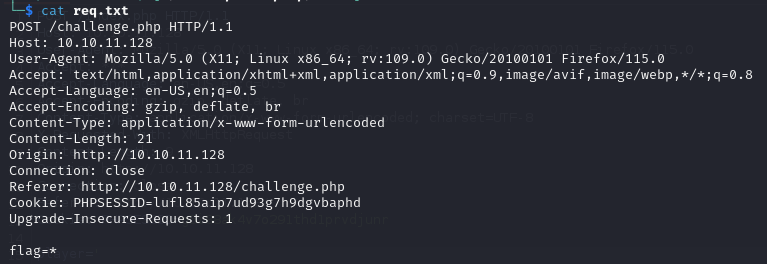 └─$ cat req.txt
POST /challenge.php HTTP/1.1
Host: 10.10.11.128
User-Agent: Mozilla/5.0 (X11; Linux x86_64; rv:109.0) Gecko/20100101 Firefox/115.0
Accept: text/html,application/xhtml+xml,application/xml;q=0.9,image/avif,image/webp,*/*;q=0.8
Accept-Language: en-US,en;q=0.5
Accept-Encoding: gzip, deflate, br
Content-Type: application/x-www-form-urlencoded
Content-Length: 21
Origin: http://10.10.11.128
Connection: close
Referer: http://10.10.11.128/challenge.php
Cookie: PHPSESSID=lufl85aip7ud93g7h9dgvbaphd
Upgrade-Insecure-Requests: 1

flag=*